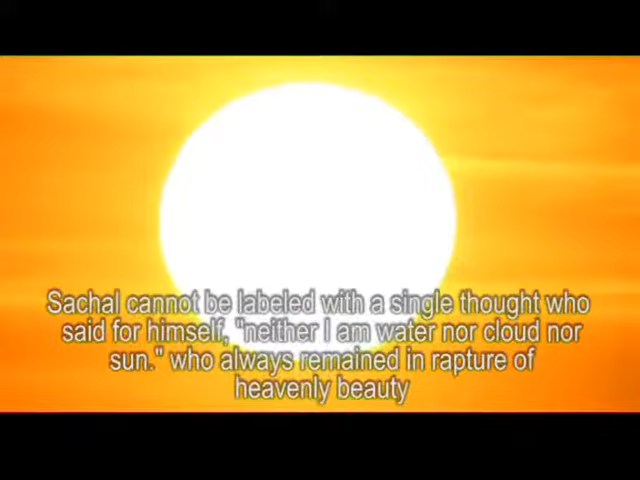 Sachal cannot be labeled with a single thought who
said for himself, "neither I am water nor cloud nor
sun." who always remained in rapture of
heavenly beauty